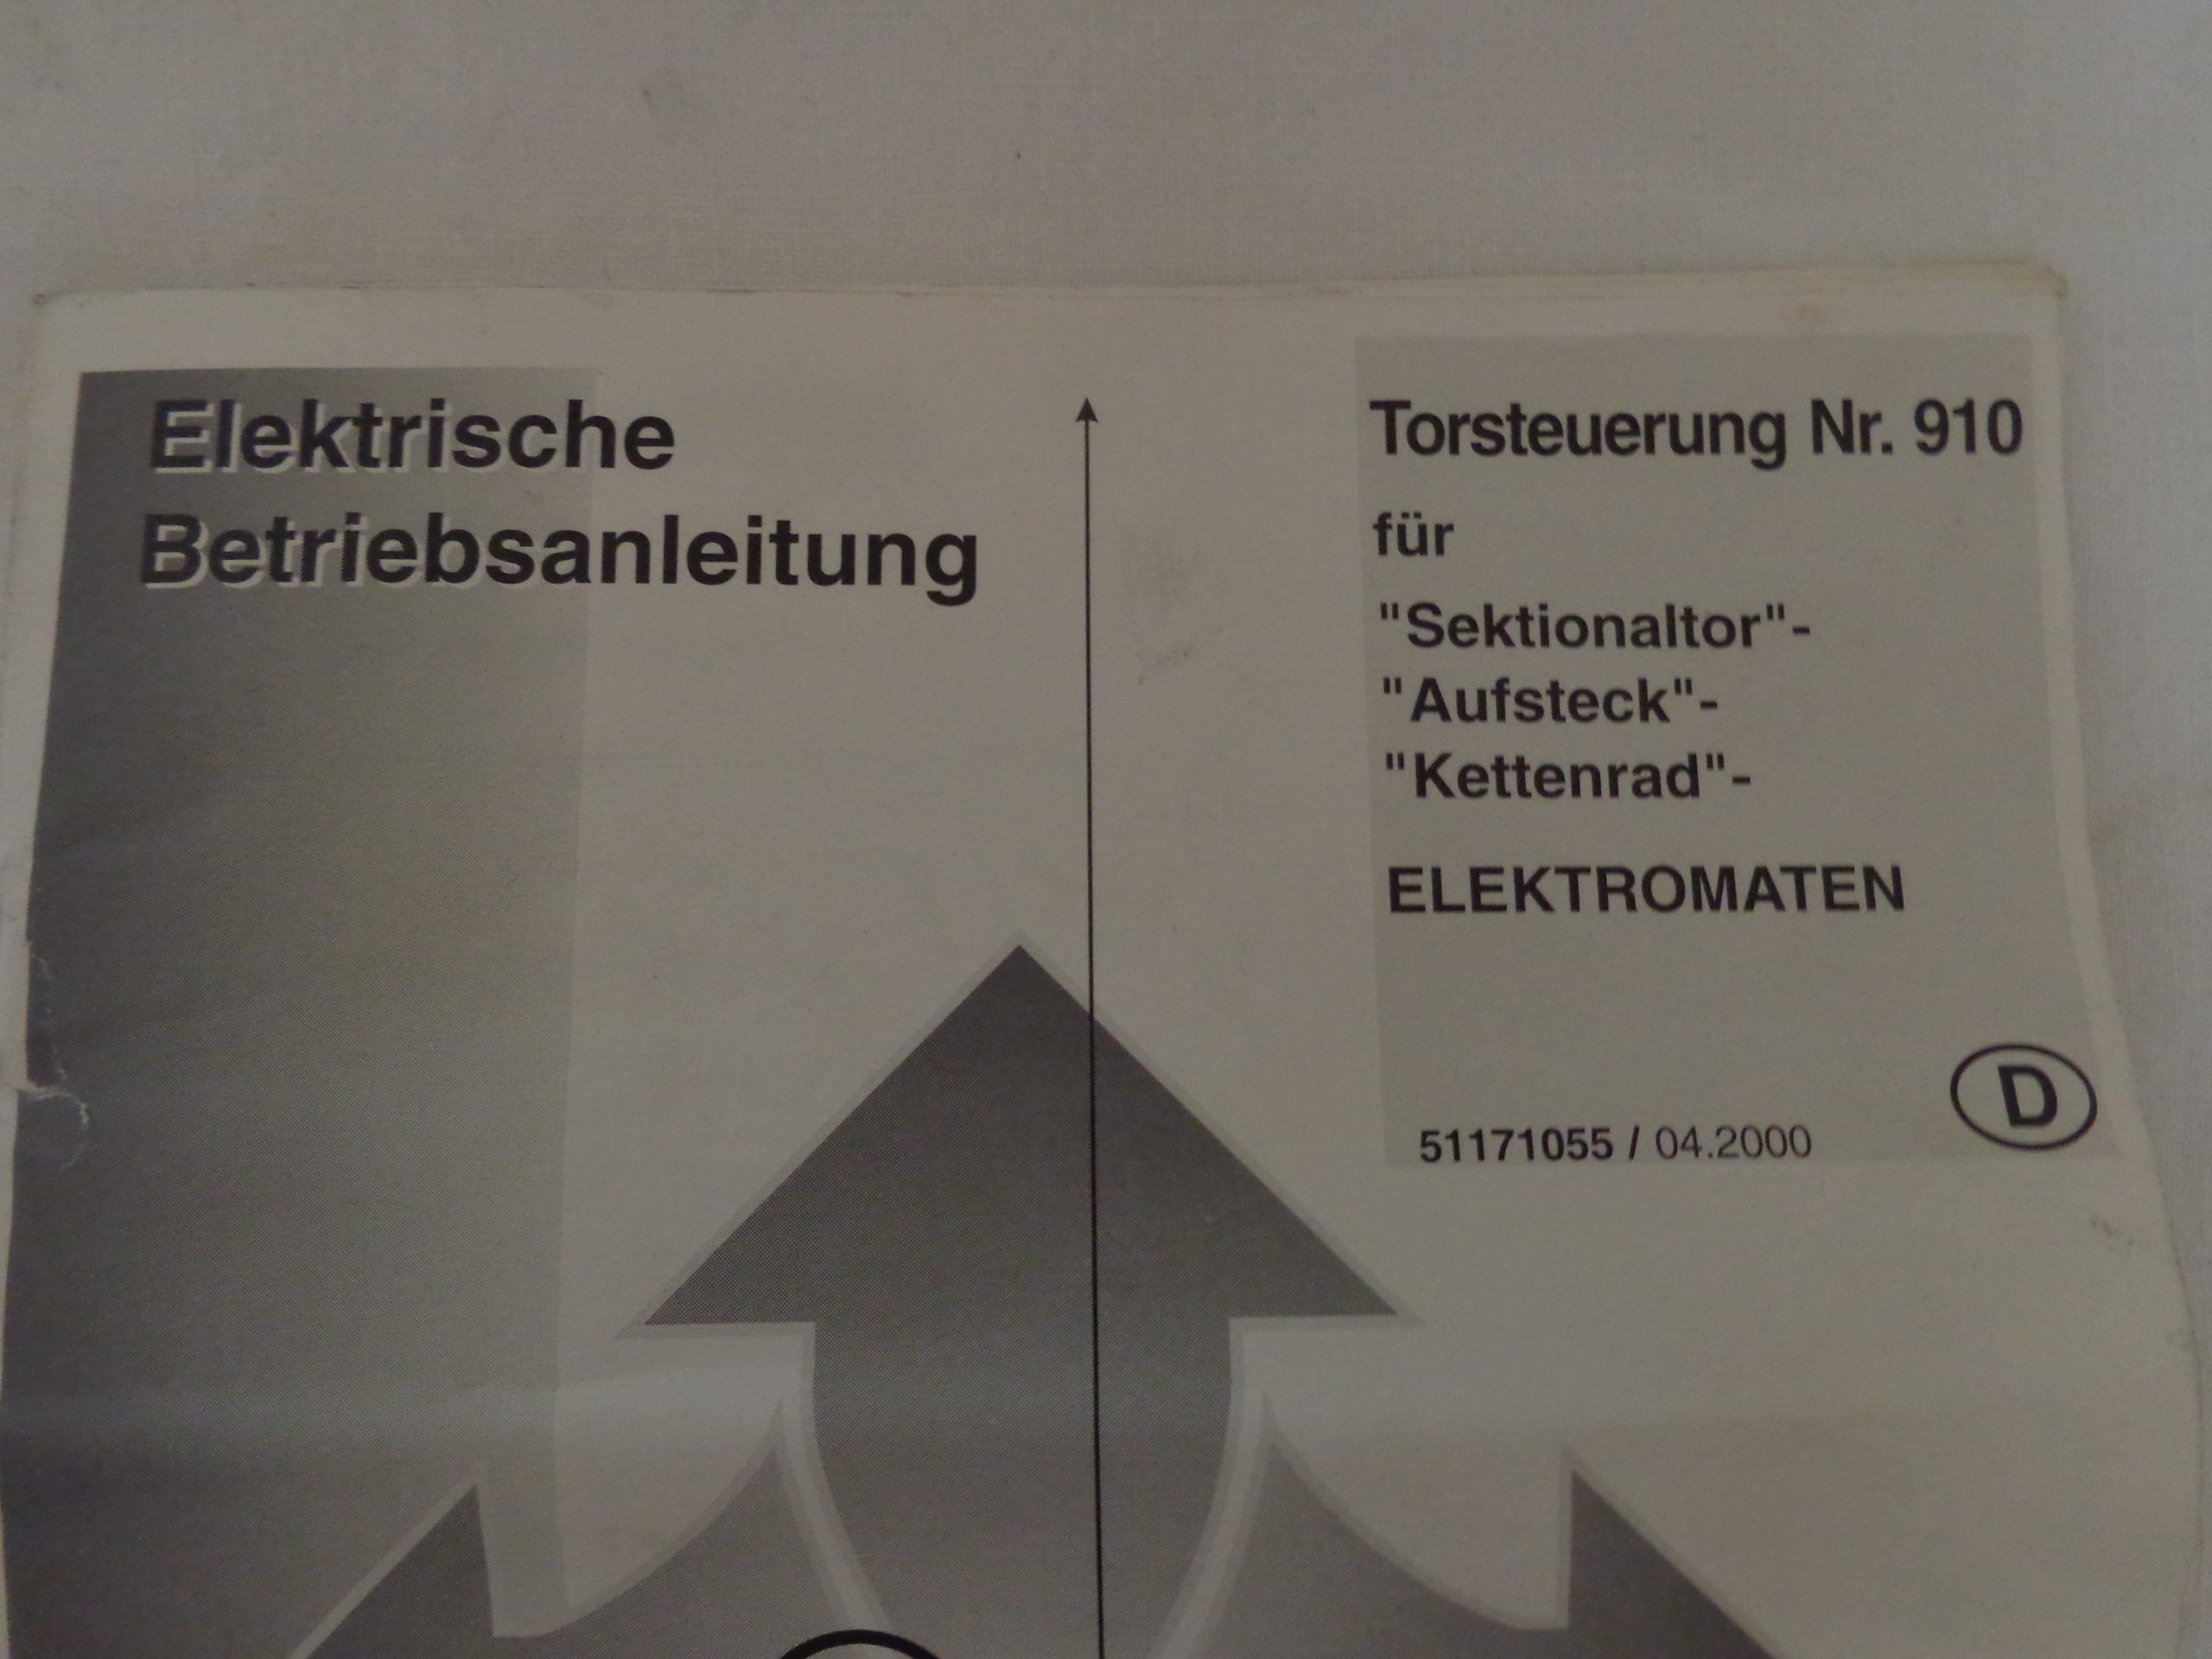 Elektrische
Betriebsanleitung
Torsteuerung Nr. 910
für
"Sektionaltor"-
"Aufsteck"-
"Kettenrad"-
ELEKTROMATEN
51171055 / 04.2000
D